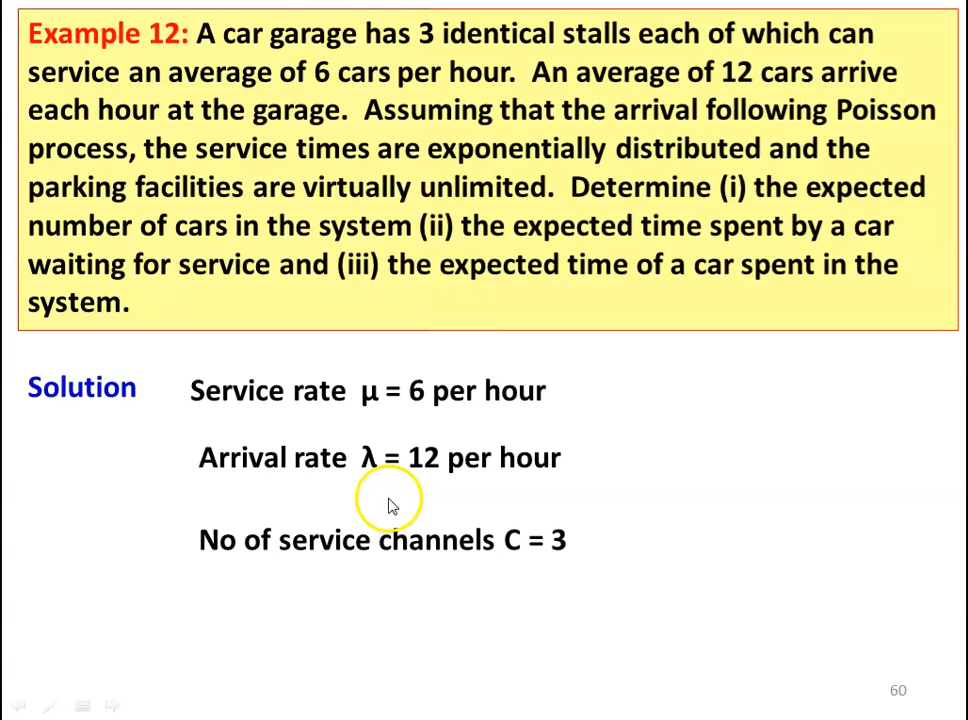 Example 12: A car garage has 3 identical stalls each of which can
service an average of 6 cars per hour. An average of 12 cars arrive
each hour at the garage. Assuming that the arrival following Poisson
process, the service times are exponentially distributed and the
parking facilities are virtually unlimited. Determine (i) the expected
number of cars in the system (ii) the expected time spent by a car
waiting for service and (iii) the expected time of a car spent in the
system.
Solution Service rate μ = 6 per hour
Arrival rate λ = 12 per hour
No of service channels C = 3
60